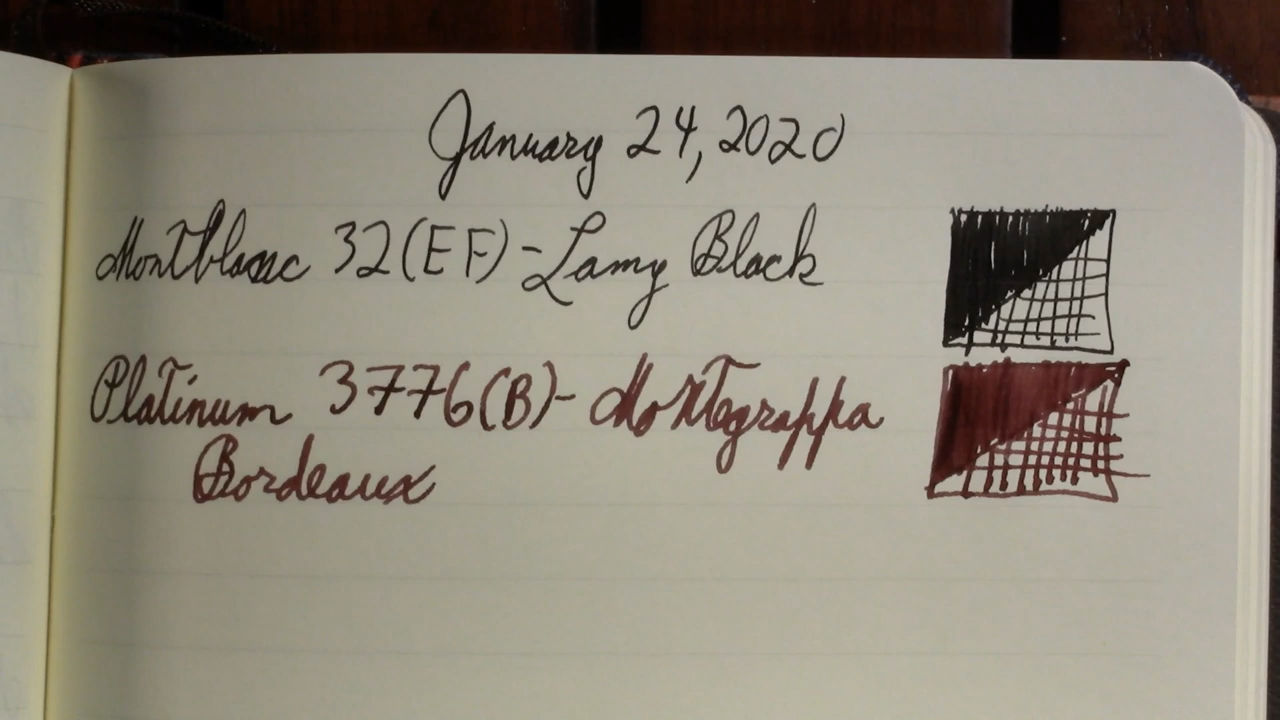 January 24, 2020
Montblanc 32 (EF) - Lamy Black
Platinum 3776 (B) - Montegrappa
Bordeaux